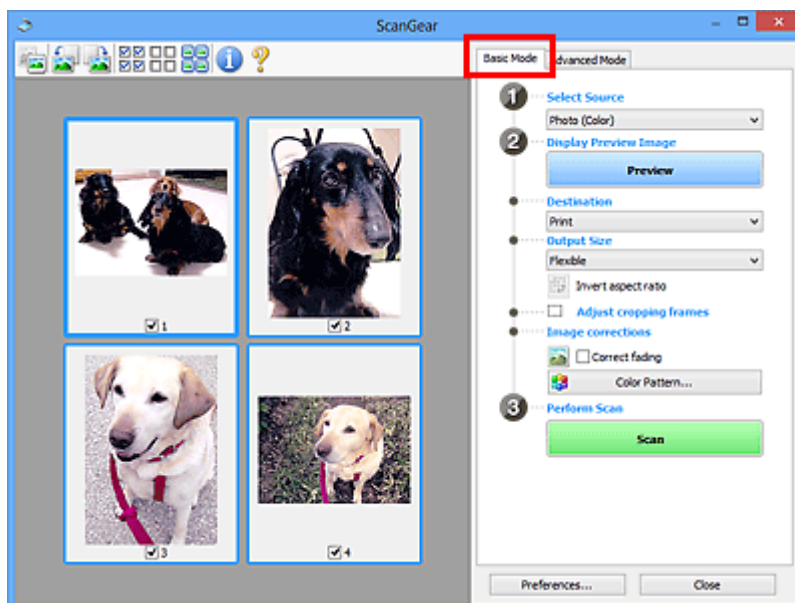 ScanGear
Basic Mode
Advanced Mode
1
Select Source
Photo (Color)
2
Display Preview Image
Preview
Destination
Print
Output Size
Flexible
Invert aspect ratio
Adjust cropping frames
Image corrections
Correct fading
Color Pattern...
3
Perform Scan
Scan
1
2
3
4
Preferences...
Close